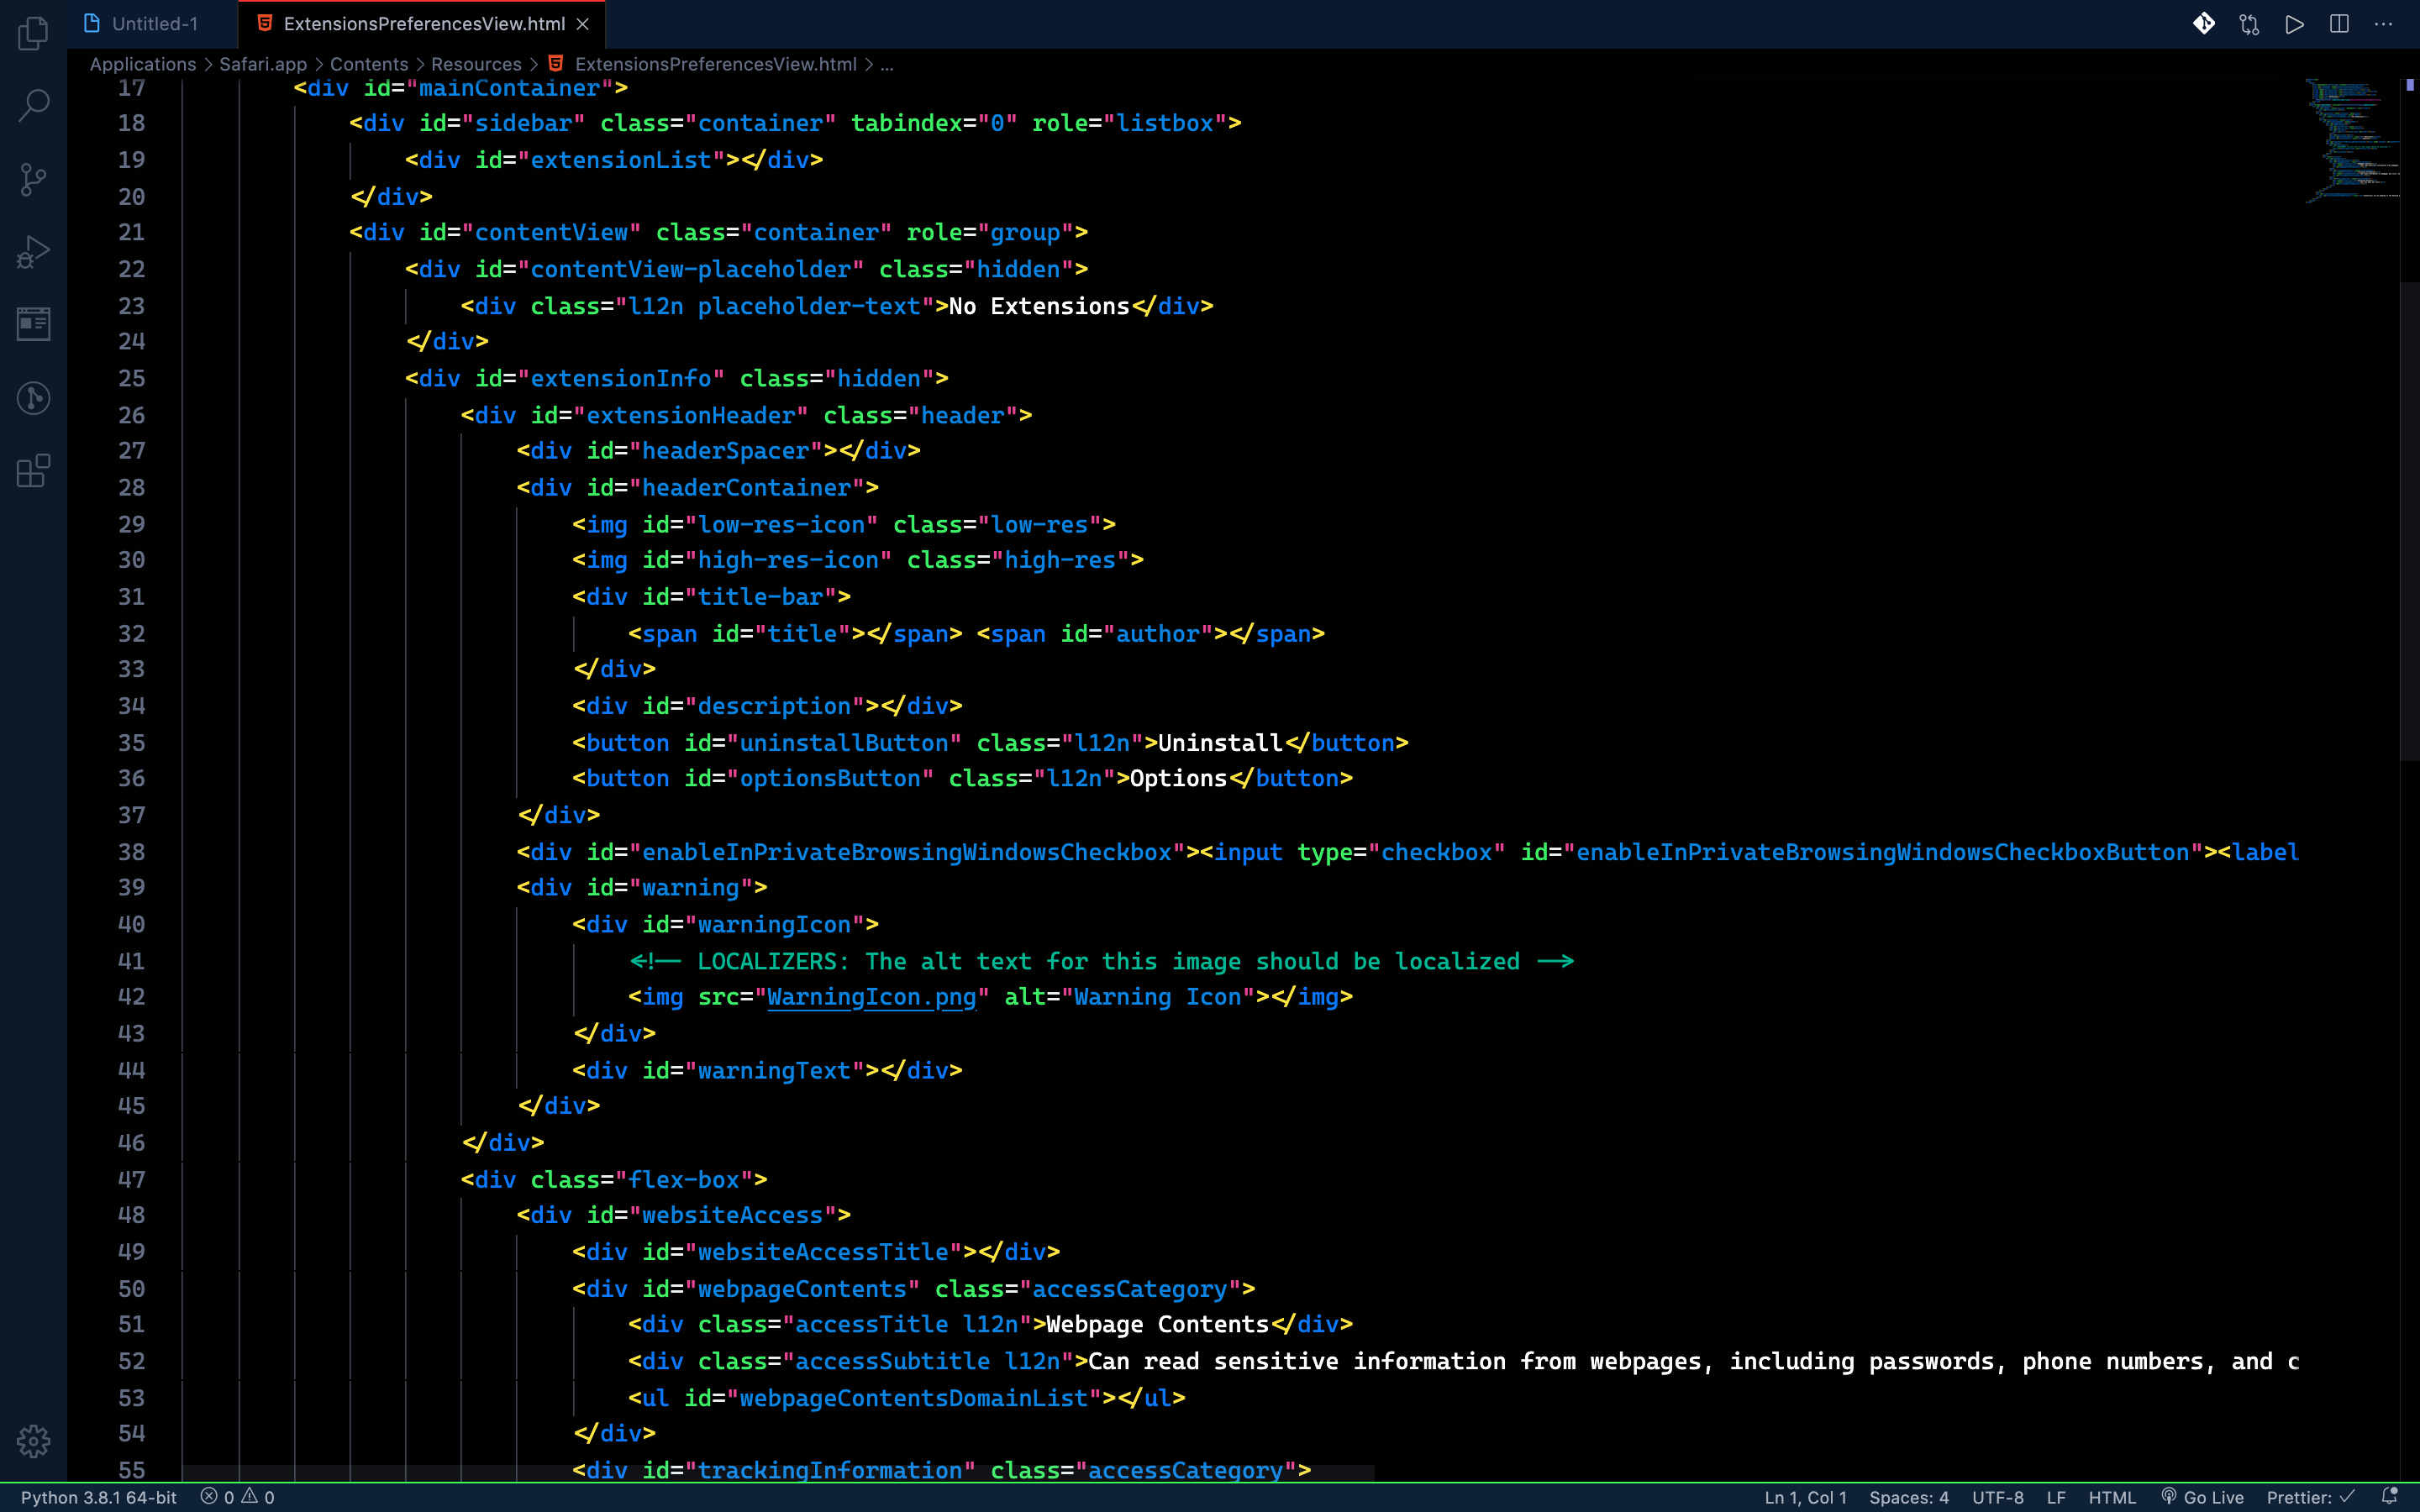 Untitled-1
ExtensionsPreferencesView.html
Applications > Safari.app > Contents > Resources > ExtensionsPreferencesView.html > ...
17 <div id="mainContainer">
18 <div id="sidebar" class="container" tabindex="0" role="listbox">
19 <div id="extensionList"></div>
20 </div>
21 <div id="contentView" class="container" role="group">
22 <div id="contentView-placeholder" class="hidden">
23 <div class="l12n placeholder-text">No Extensions</div>
24 </div>
25 <div id="extensionInfo" class="hidden">
26 <div id="extensionHeader" class="header">
27 <div id="headerSpacer"></div>
28 <div id="headerContainer">
29 <img id="low-res-icon" class="low-res">
30 <img id="high-res-icon" class="high-res">
31 <div id="title-bar">
32 <span id="title"></span> <span id="author"></span>
33 </div>
34 <div id="description"></div>
35 <button id="uninstallButton" class="l12n">Uninstall</button>
36 <button id="optionsButton" class="l12n">Options</button>
37 </div>
38 <div id="enableInPrivateBrowsingWindowsCheckbox"><input type="checkbox" id="enableInPrivateBrowsingWindowsCheckboxButton"><label
39 <div id="warning">
40 <div id="warningIcon">
41 <!-- LOCALIZERS: The alt text for this image should be localized -->
42 <img src="WarningIcon.png" alt="Warning Icon"></img>
43 </div>
44 <div id="warningText"></div>
45 </div>
46 </div>
47 <div class="flex-box">
48 <div id="websiteAccess">
49 <div id="websiteAccessTitle"></div>
50 <div id="webpageContents" class="accessCategory">
51 <div class="accessTitle l12n">Webpage Contents</div>
52 <div class="accessSubtitle l12n">Can read sensitive information from webpages, including passwords, phone numbers, and c
53 <ul id="webpageContentsDomainList"></ul>
54 </div>
55 <div id="trackingInformation" class="accessCategory">
Python 3.8.1 64-bit 0 0 Ln 1, Col 1 Spaces: 4 UTF-8 LF HTML Go Live Prettier: ✓